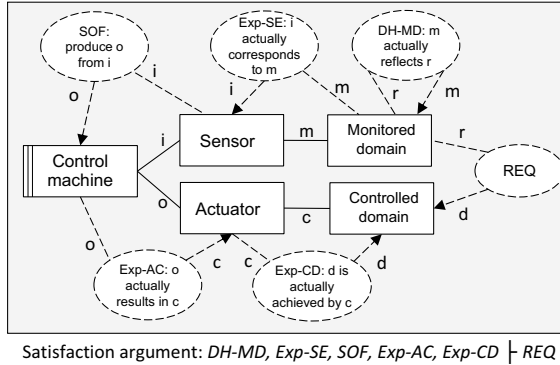 SOF:
produce o
from i
Exp-SE: i
actually
corresponds
to m
DH-MD: m
actually
reflects r
i
i
m
r
m
o
i
Sensor
m
Monitored
domain
r
Control
machine
REQ
o
Actuator
c
Controlled
domain
d
o
c
c
d
Exp-AC: o
actually
results in c
Exp-CD: d is
actually
achieved by c
Satisfaction argument: DH-MD, Exp-SE, SOF, Exp-AC, Exp-CD ├ REQ